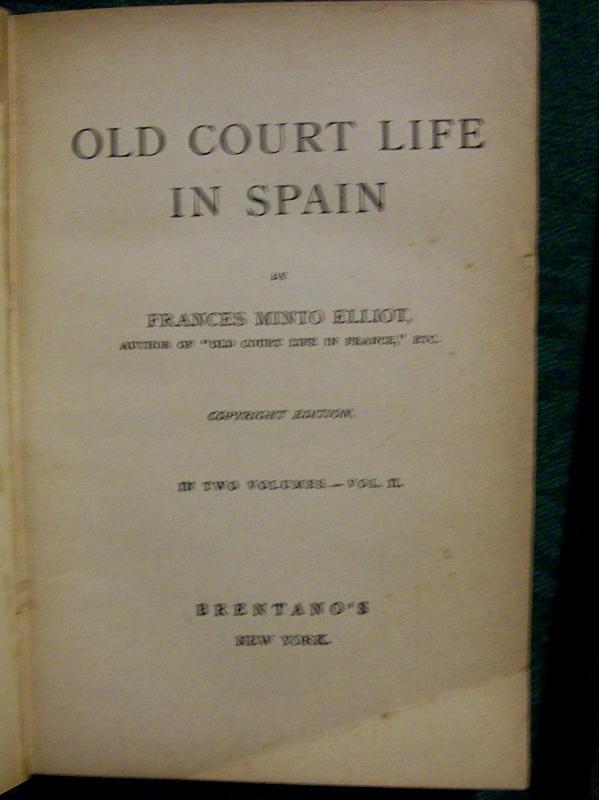 OLD COURT LIFE
IN SPAIN
BY
FRANCES MINTO ELLIOT,
AUTHOR OF "OLD COURT LIFE IN FRANCE," ETC.
COPYRIGHT EDITION.
IN TWO VOLUMES.—VOL. II.
BRENTANO'S
NEW YORK.